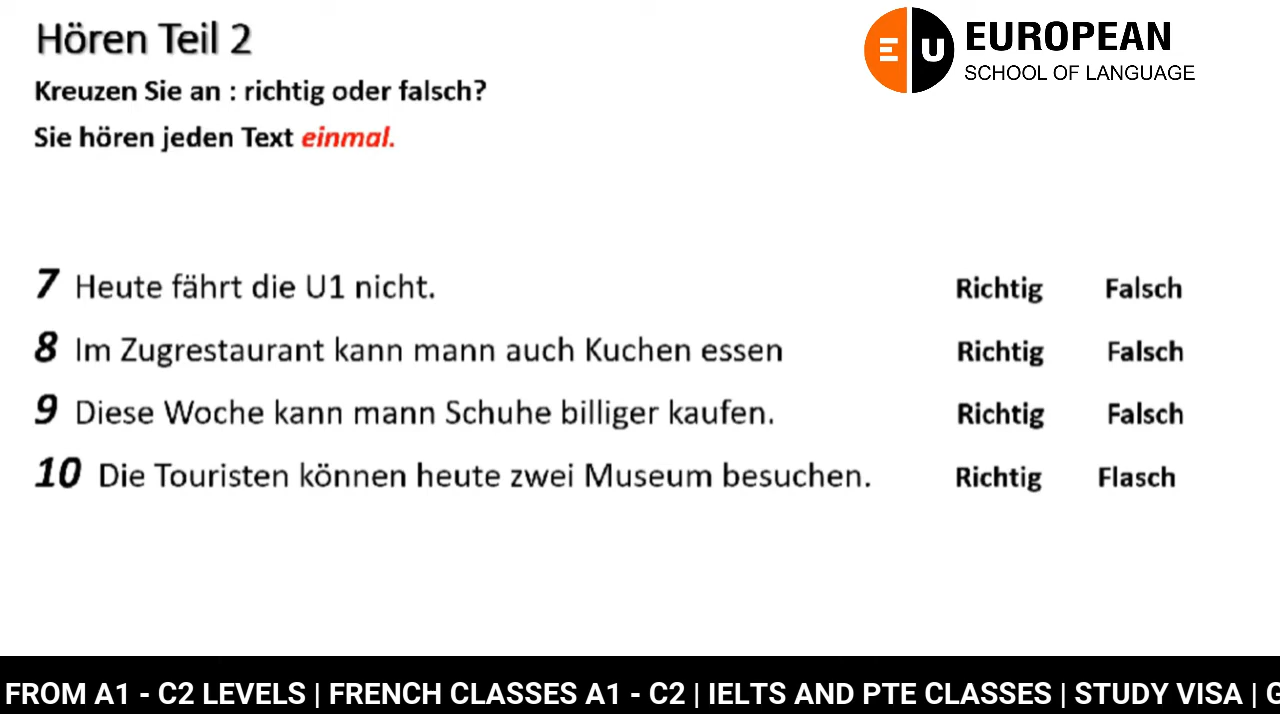 Hören Teil 2
EU EUROPEAN
SCHOOL OF LANGUAGE
Kreuzen Sie an : richtig oder falsch?
Sie hören jeden Text einmal.
7 Heute fährt die U1 nicht. Richtig Falsch
8 Im Zugrestaurant kann mann auch Kuchen essen Richtig Falsch
9 Diese Woche kann mann Schuhe billiger kaufen. Richtig Falsch
10 Die Touristen können heute zwei Museum besuchen. Richtig Flasch
FROM A1 - C2 LEVELS | FRENCH CLASSES A1 - C2 | IELTS AND PTE CLASSES | STUDY VISA | G